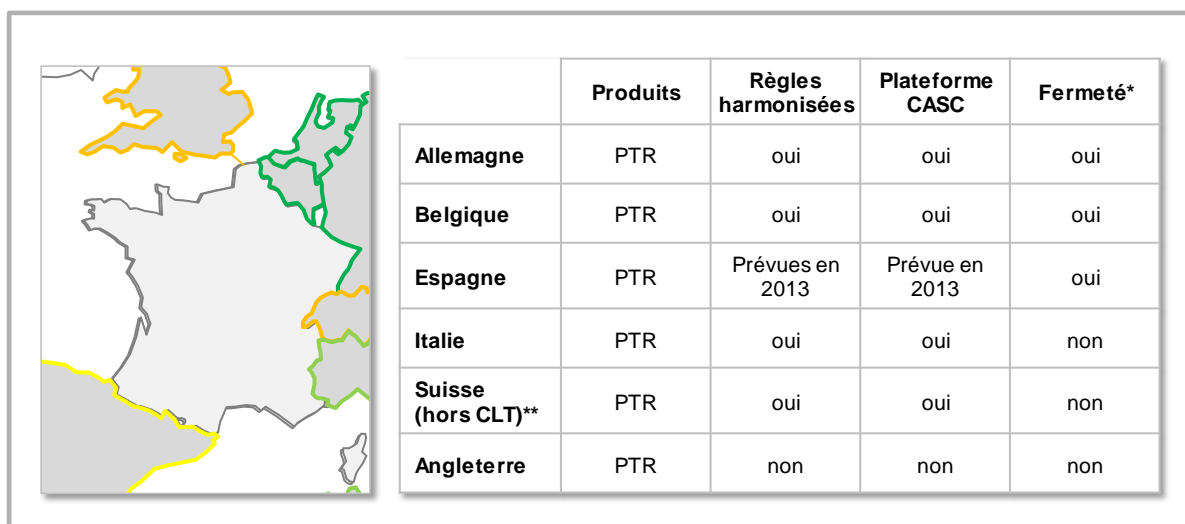 Produits
Règles
harmonisées
Plateforme
CASC
Fermeté*
Allemagne PTR oui oui oui
Belgique PTR oui oui oui
Espagne PTR Prévues en
2013 Prévue en
2013 oui
Italie PTR oui oui non
Suisse
(hors CLT)** PTR oui oui non
Angleterre PTR non non non